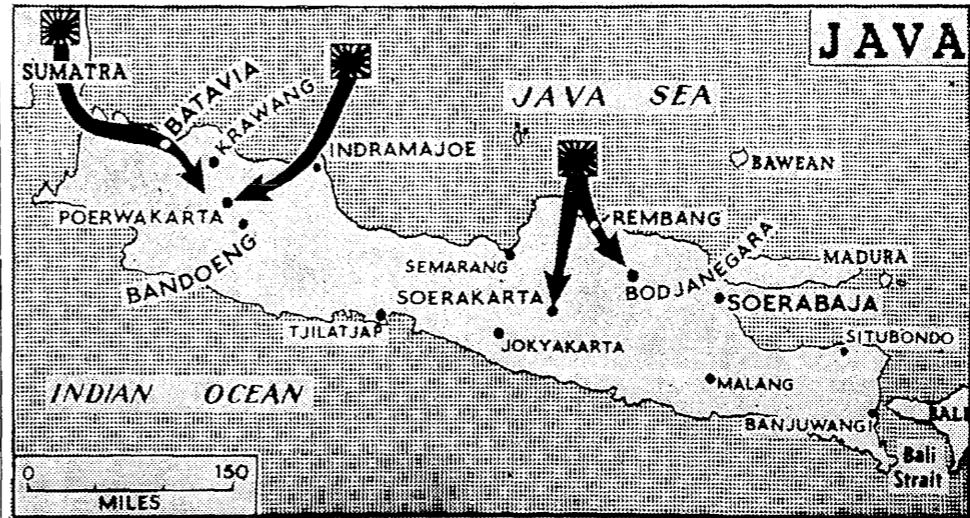 JAVA
SUMATRA
BATAVIA
KRAWANG
INDRAMAJOE
JAVA SEA
BAWEAN
POERWAKARTA
BANDOENG
REMBANG
BODJANEGARA
MADURA
SEMARANG
SOERAKARTA
SOERABAJA
TJILATJAP
JOKYAKARTA
SITUBONDO
MALANG
INDIAN OCEAN
BANJUWANGI
BALI
Bali
Strait
0 150
MILES